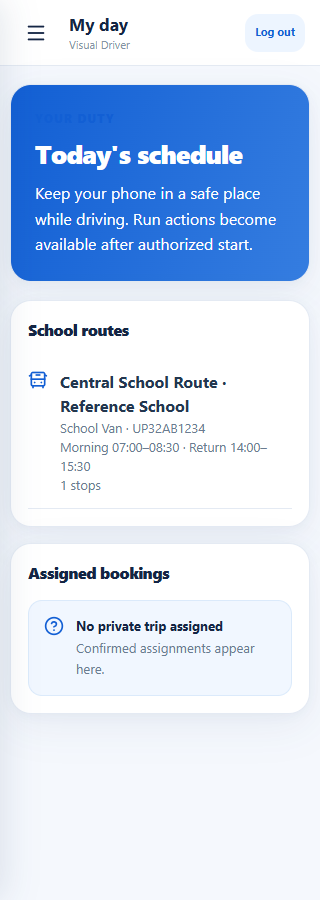 My day
Visual Driver
Log out
YOUR DUTY
Today's schedule
Keep your phone in a safe place
while driving. Run actions become
available after authorized start.
School routes
Central School Route ·
Reference School
School Van · UP32AB1234
Morning 07:00–08:30 · Return 14:00–
15:30
1 stops
Assigned bookings
No private trip assigned
Confirmed assignments appear
here.